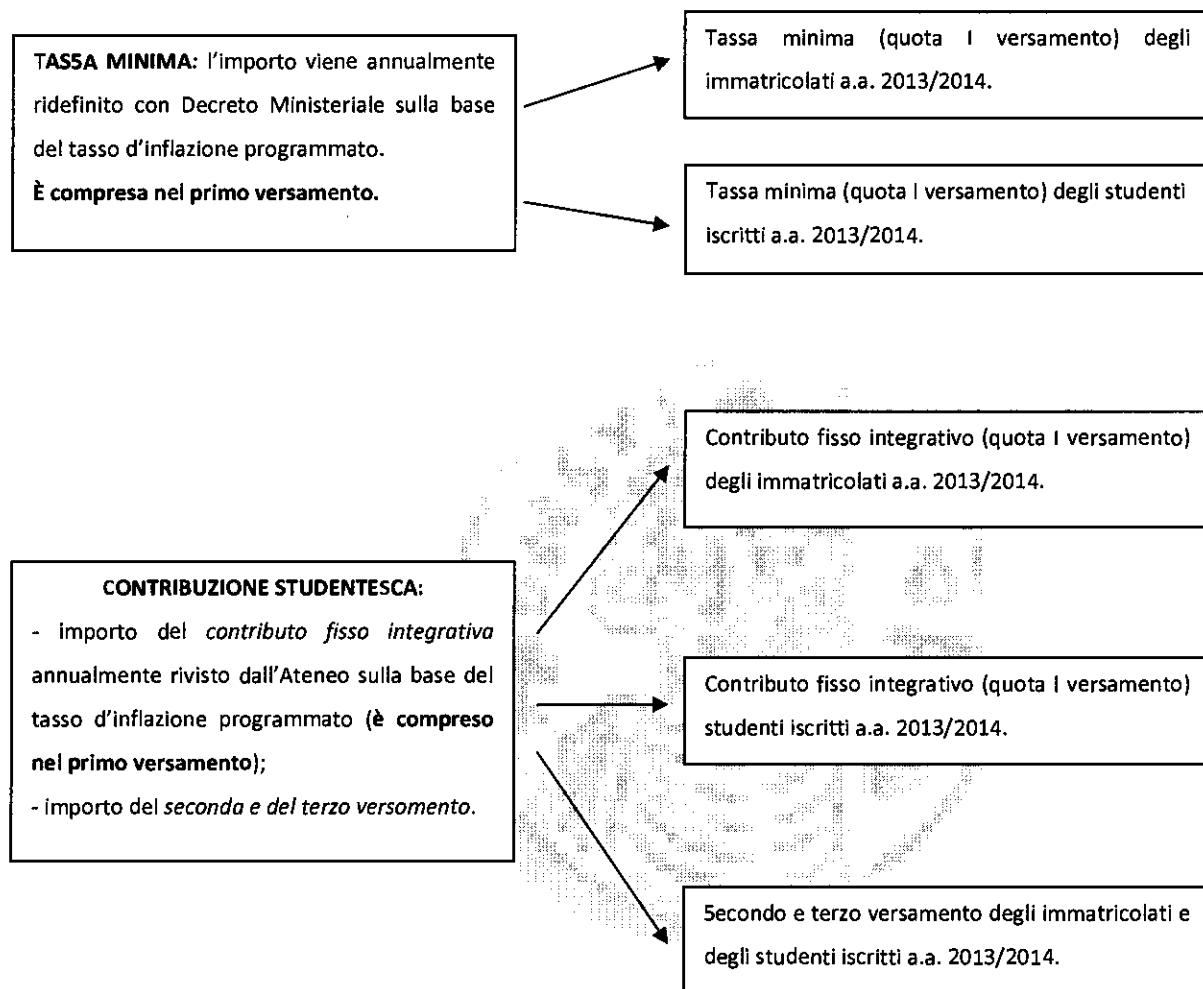 TASSA MINIMA: l'importo viene annualmente
ridefinito con Decreto Ministeriale sulla base
del tasso d'inflazione programmato.
È compresa nel primo versamento.
Tassa minima (quota I versamento) degli
immatricolati a.a. 2013/2014.
Tassa minima (quota I versamento) degli studenti
iscritti a.a. 2013/2014.
CONTRIBUZIONE STUDENTESCA:
- importo del contributo fisso integrativa
annualmente rivisto dall'Ateneo sulla base del
tasso d'inflazione programmato (è compreso
nel primo versamento);
- importo del seconda e del terzo versomento.
Contributo fisso integrativo (quota I versamento)
degli immatricolati a.a. 2013/2014.
Contributo fisso integrativo (quota I versamento)
studenti iscritti a.a. 2013/2014.
Secondo e terzo versamento degli immatricolati e
degli studenti iscritti a.a. 2013/2014.